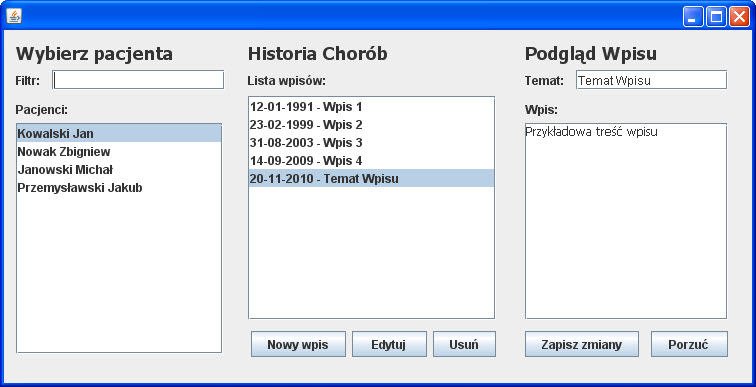 Wybierz pacjenta
Filtr:
Pacjenci:
Kowalski Jan
Nowak Zbigniew
Janowski Michał
Przemysławski Jakub
Historia Chorób
Lista wpisów:
12-01-1991 - Wpis 1
23-02-1999 - Wpis 2
31-08-2003 - Wpis 3
14-09-2009 - Wpis 4
20-11-2010 - Temat Wpisu
Nowy wpis
Edytuj
Usuń
Podgląd Wpisu
Temat: Temat Wpisu
Wpis:
Przykładowa treść wpisu
Zapisz zmiany
Porzuć